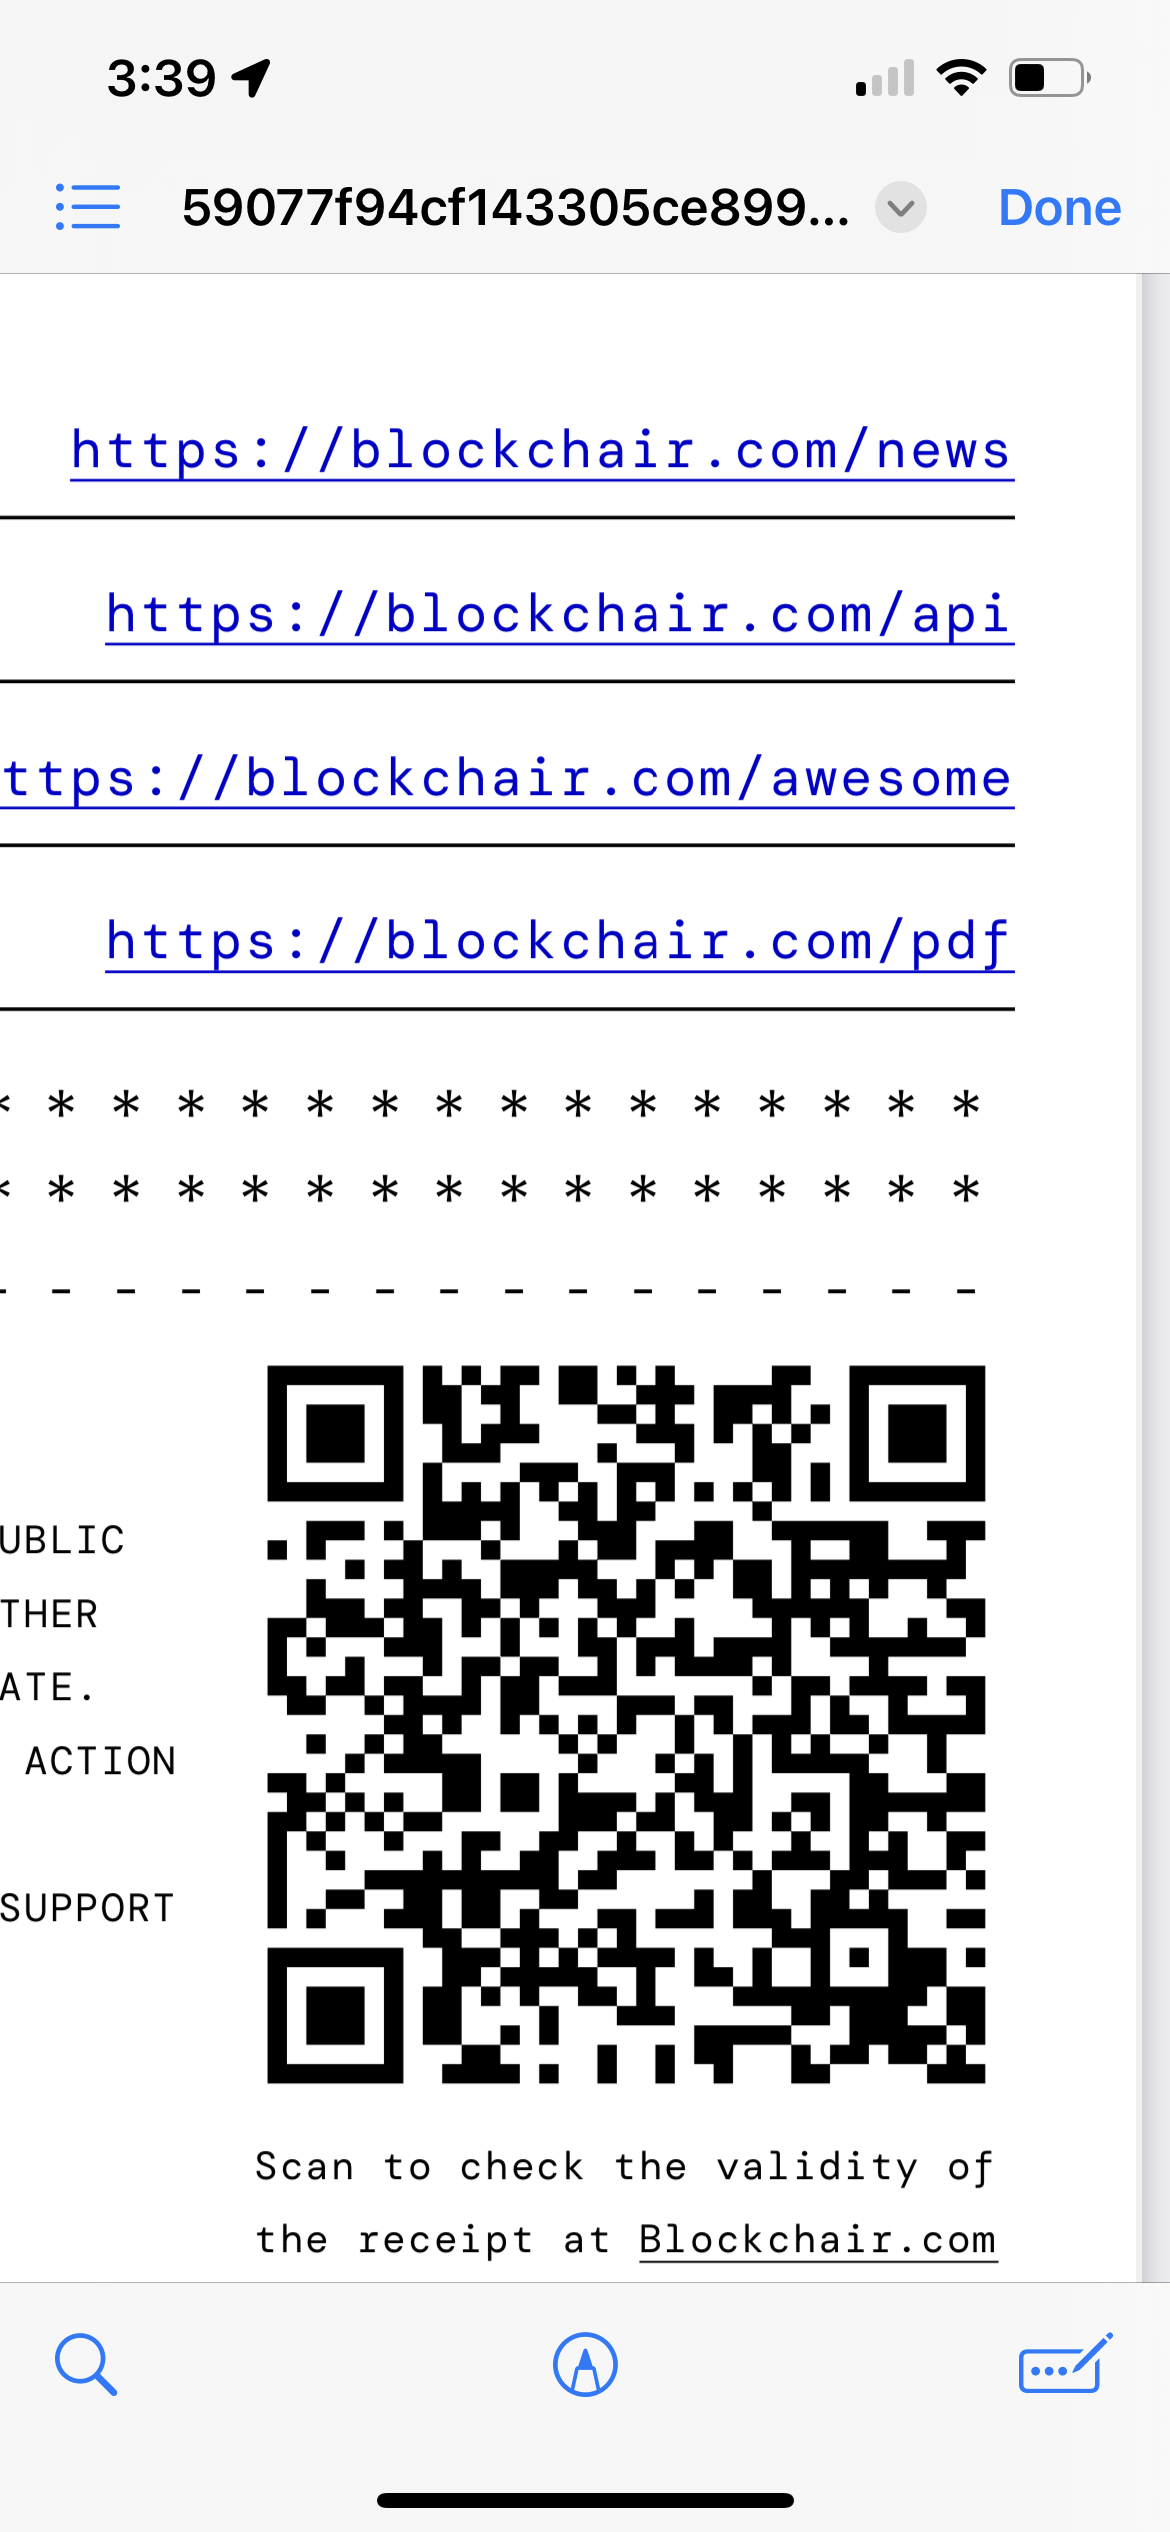 3:39
59077f94cf143305ce899...
Done
https://blockchair.com/news
https://blockchair.com/api
ttps://blockchair.com/awesome
https://blockchair.com/pdf
* * * * * * * * * * * * * * * *
* * * * * * * * * * * * * * * *
- - - - - - - - - - - - - - - -
UBLIC
THER
ATE.
ACTION
SUPPORT
Scan to check the validity of
the receipt at Blockchair.com